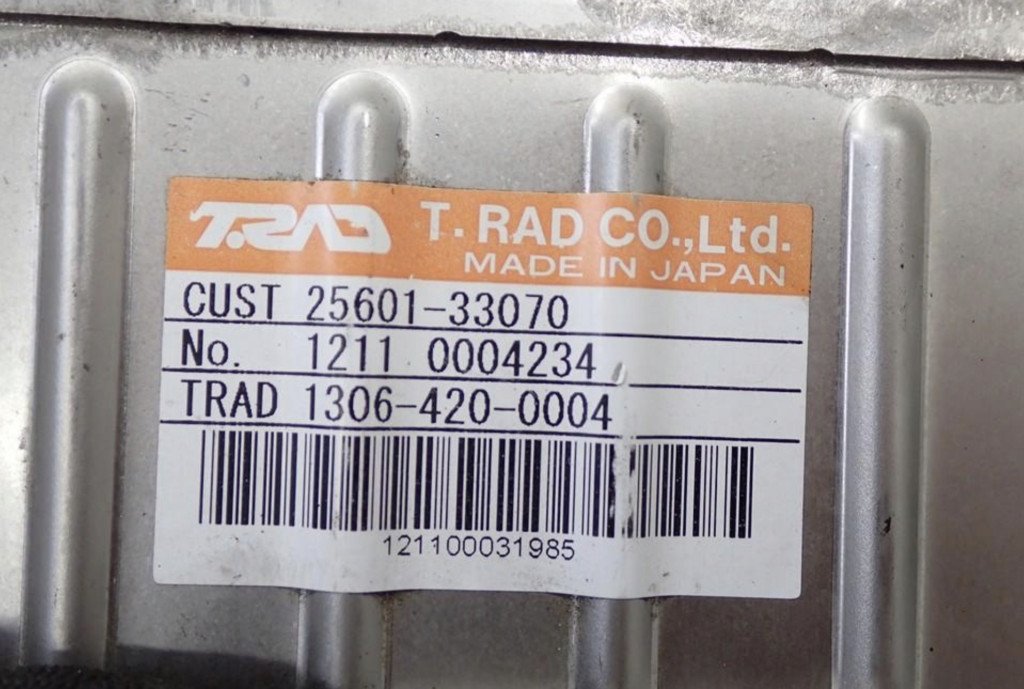 T.RAD T. RAD CO.,Ltd.
MADE IN JAPAN
CUST 25601-33070
No. 1211 0004234
TRAD 1306-420-0004
121100031985